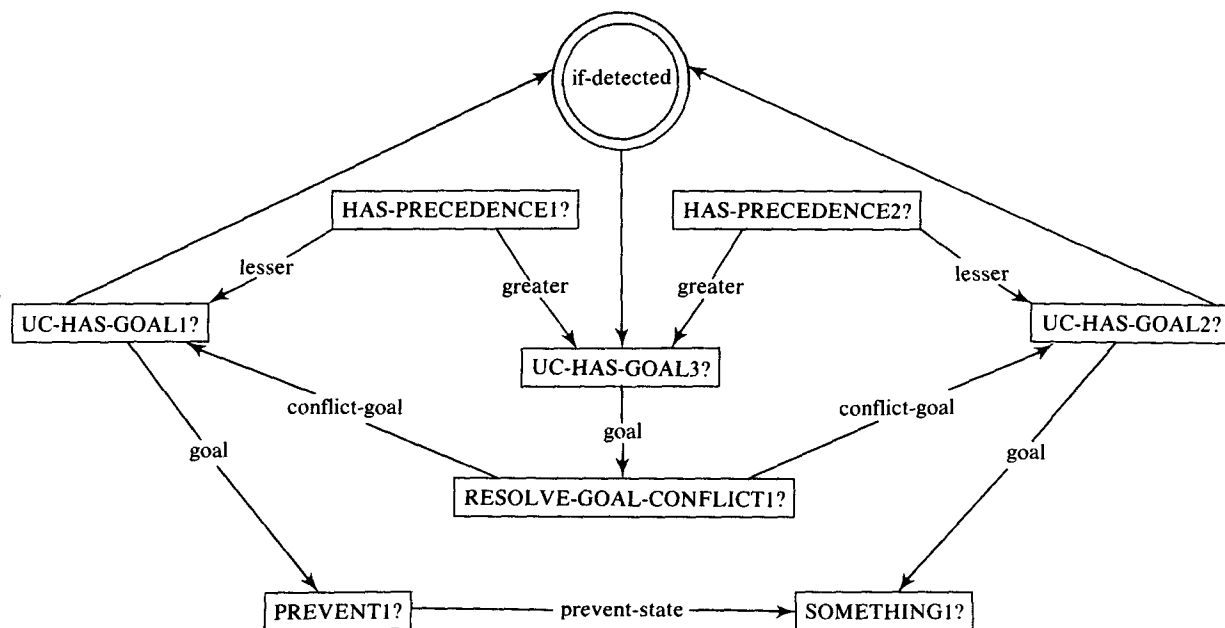 if-detected
HAS-PRECEDENCE1?
HAS-PRECEDENCE2?
lesser
greater
greater
lesser
UC-HAS-GOAL1?
UC-HAS-GOAL2?
UC-HAS-GOAL3?
conflict-goal
conflict-goal
goal
goal
goal
RESOLVE-GOAL-CONFLICT1?
PREVENT1?
prevent-state
SOMETHING1?